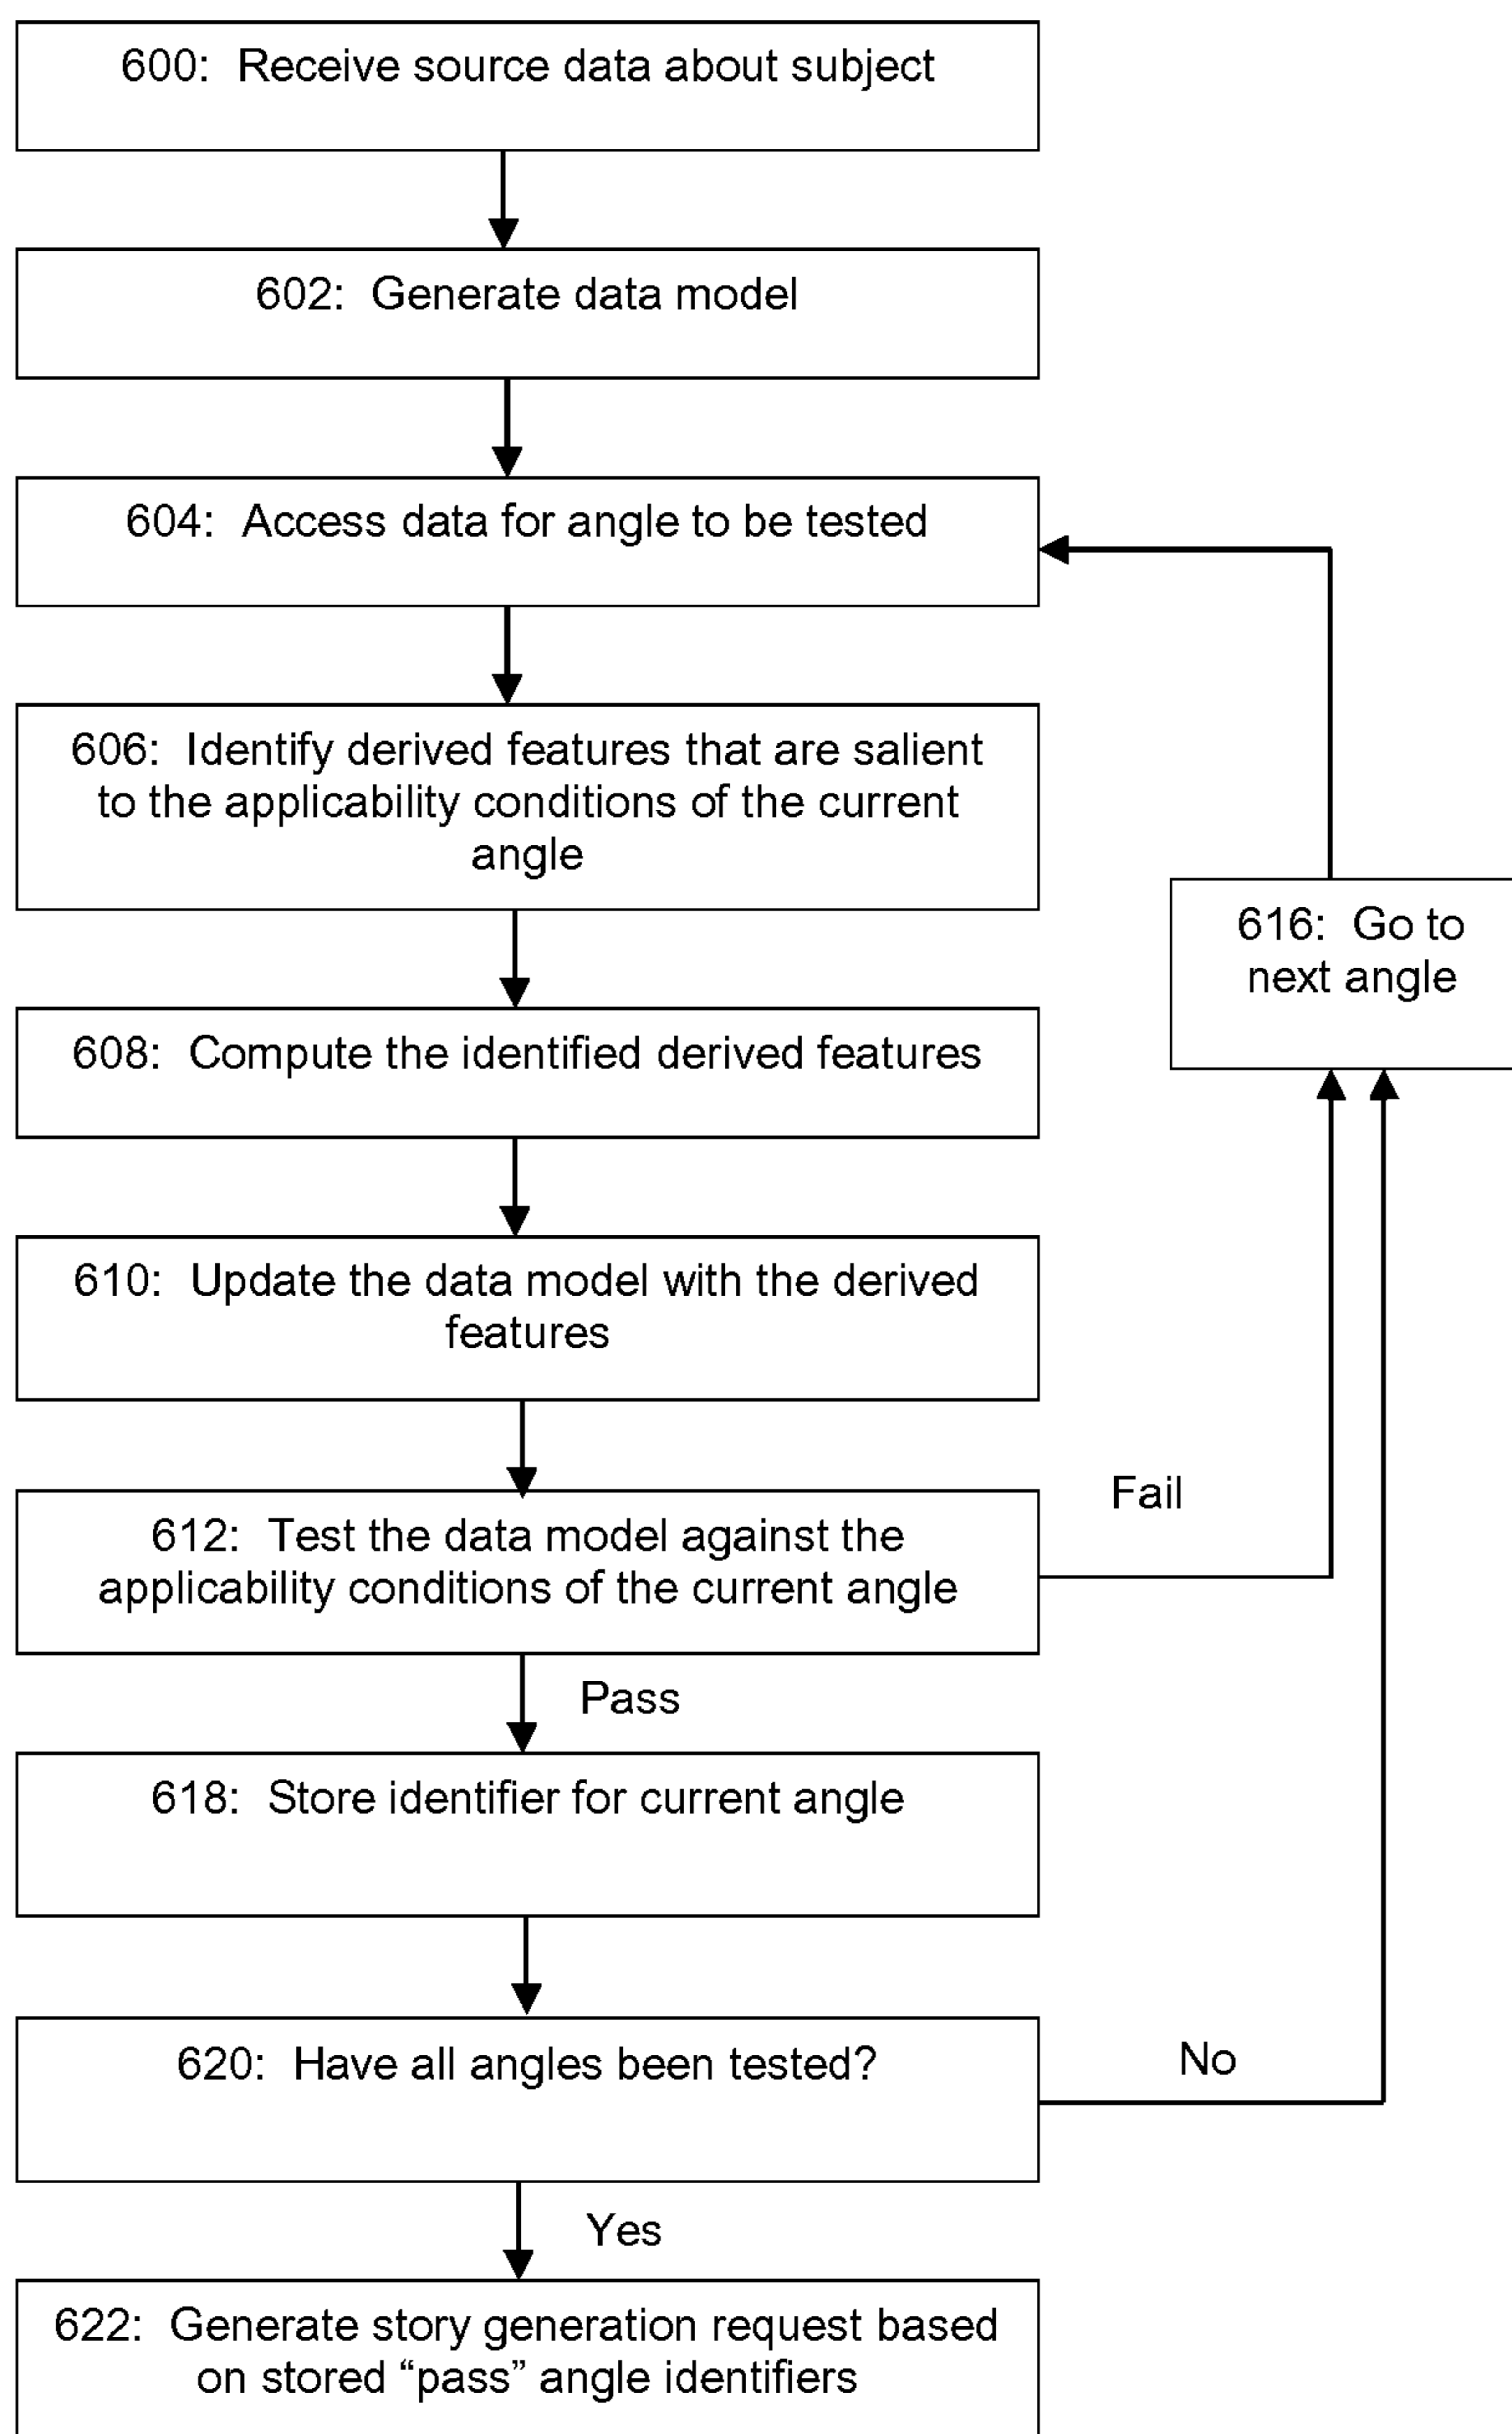 600: Receive source data about subject
602: Generate data model
604: Access data for angle to be tested
606: Identify derived features that are salient
to the applicability conditions of the current
angle
616: Go to
next angle
608: Compute the identified derived features
610: Update the data model with the derived
features
Fail
612: Test the data model against the
applicability conditions of the current angle
Pass
618: Store identifier for current angle
620: Have all angles been tested?
No
Yes
622: Generate story generation request based
on stored “pass” angle identifiers